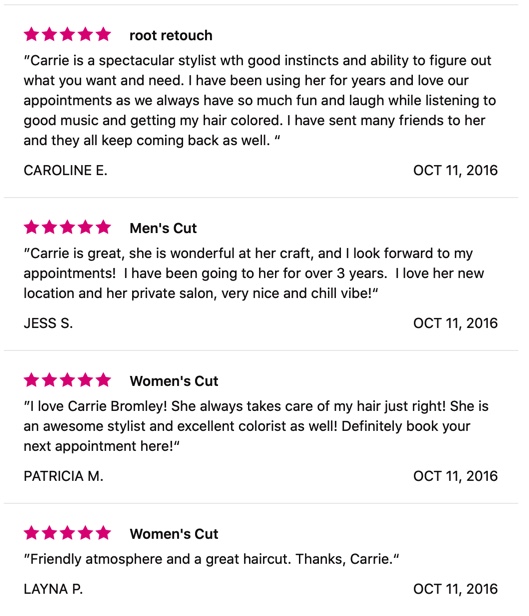 root retouch
”Carrie is a spectacular stylist wth good instincts and ability to figure out
what you want and need. I have been using her for years and love our
appointments as we always have so much fun and laugh while listening to
good music and getting my hair colored. I have sent many friends to her
and they all keep coming back as well. “
CAROLINE E. OCT 11, 2016
Men's Cut
”Carrie is great, she is wonderful at her craft, and I look forward to my
appointments!  I have been going to her for over 3 years.  I love her new
location and her private salon, very nice and chill vibe!“
JESS S. OCT 11, 2016
Women's Cut
”I love Carrie Bromley! She always takes care of my hair just right! She is
an awesome stylist and excellent colorist as well! Definitely book your
next appointment here!“
PATRICIA M. OCT 11, 2016
Women's Cut
”Friendly atmosphere and a great haircut. Thanks, Carrie.“
LAYNA P. OCT 11, 2016